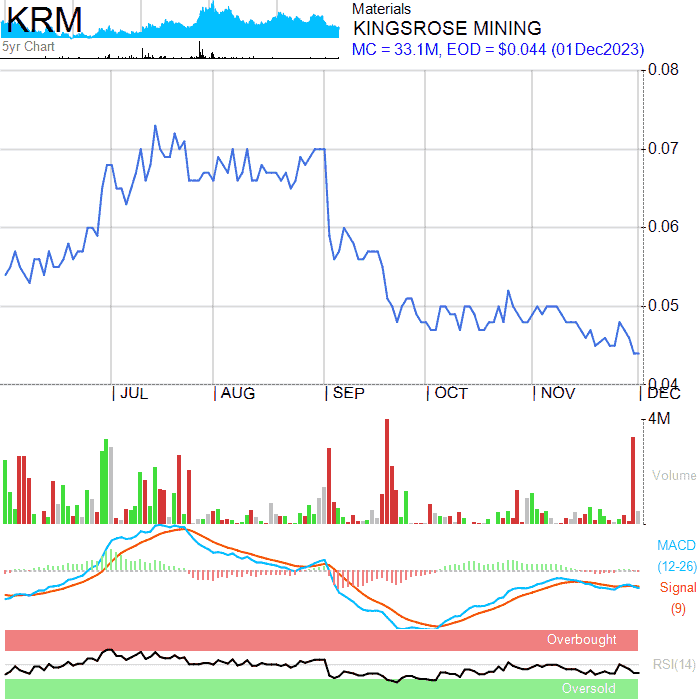 KRM
5yr Chart
Materials
KINGSROSE MINING
MC = 33.1M, EOD = $0.044 (01Dec2023)
0.08
0.07
0.06
0.05
0.04
JUL AUG SEP OCT NOV DEC
4M
Volume
MACD
(12-26)
Signal
(9)
Overbought
RSI(14)
Oversold